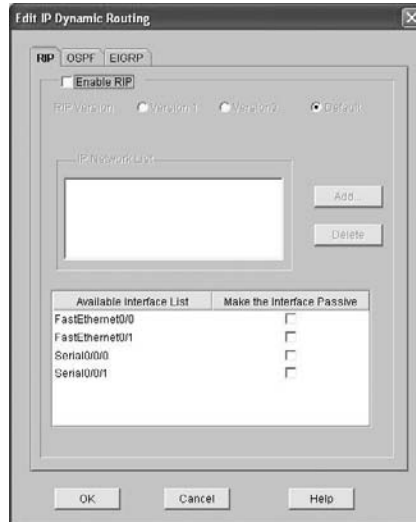 Edit IP Dynamic Routing
RIP OSPF EIGRP
Enable RIP
RIP Version Version 1 Version2 Default
IP Network List
Add...
Delete
Available Interface List Make the Interface Passive
FastEthernet0/0
FastEthernet0/1
Serial0/0/0
Serial0/0/1
OK Cancel Help